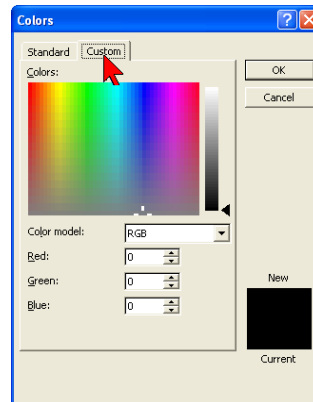 Colors
Standard Custom
Colors:
OK
Cancel
Color model: RGB
Red: 0
Green: 0
Blue: 0
New
Current